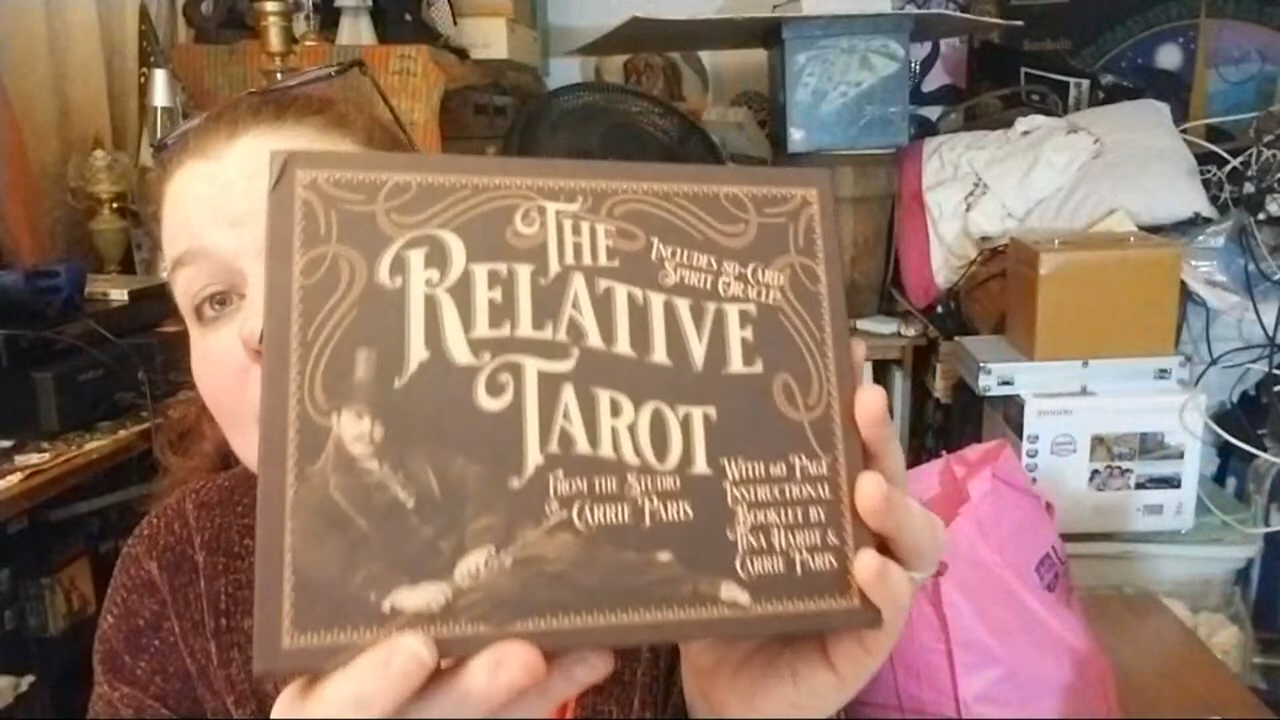 THE
RELATIVE
TAROT
INCLUDES 80-CARD
SPIRIT ORACLE
FROM THE STUDIO
OF CARRIE PARIS
WITH 60 PAGE
INSTRUCTIONAL
BOOKLET BY
TINA HARDT &
CARRIE PARIS